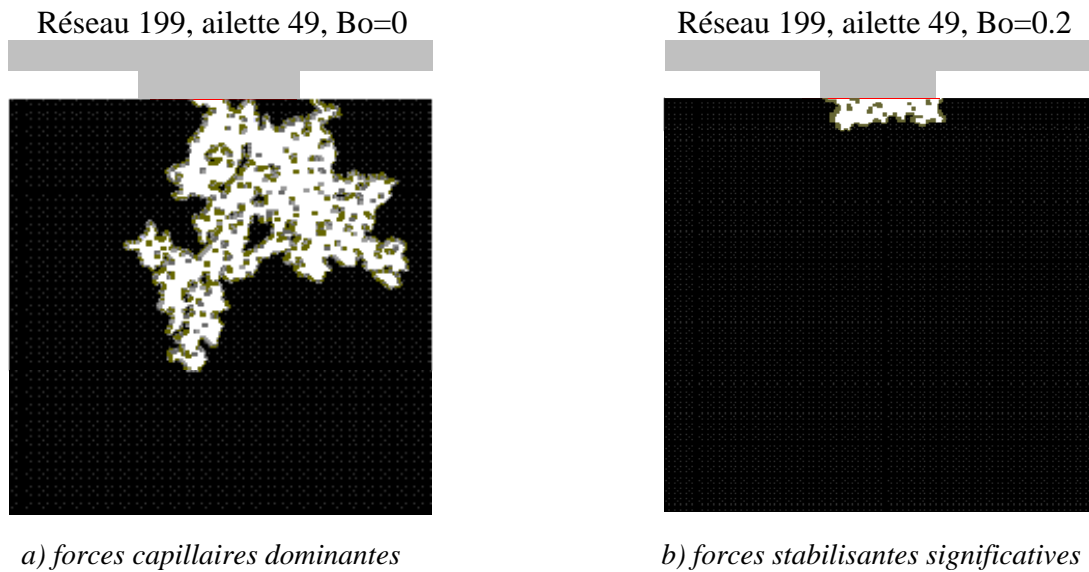 Réseau 199, ailette 49, Bo=0
Réseau 199, ailette 49, Bo=0.2
a) forces capillaires dominantes
b) forces stabilisantes significatives